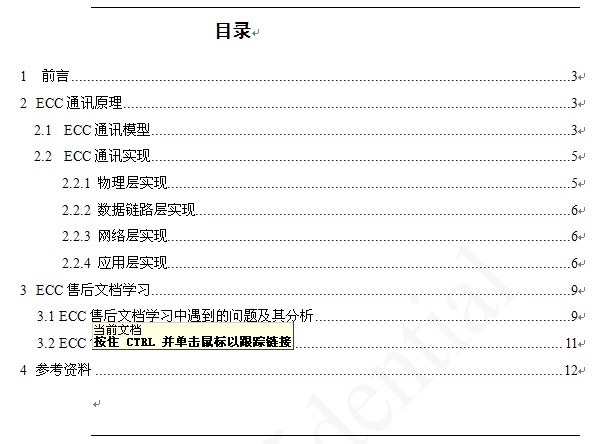 目录
1 前言 3
2 ECC 通讯原理 3
2.1 ECC 通讯模型 3
2.2 ECC 通讯实现 5
2.2.1 物理层实现 5
2.2.2 数据链路层实现 6
2.2.3 网络层实现 6
2.2.4 应用层实现 6
3 ECC 售后文档学习 9
3.1 ECC 售后文档学习中遇到的问题及其分析 9
当前文档
按住 CTRL 并单击鼠标以跟踪链接
3.2 ECC 11
4 参考资料 12